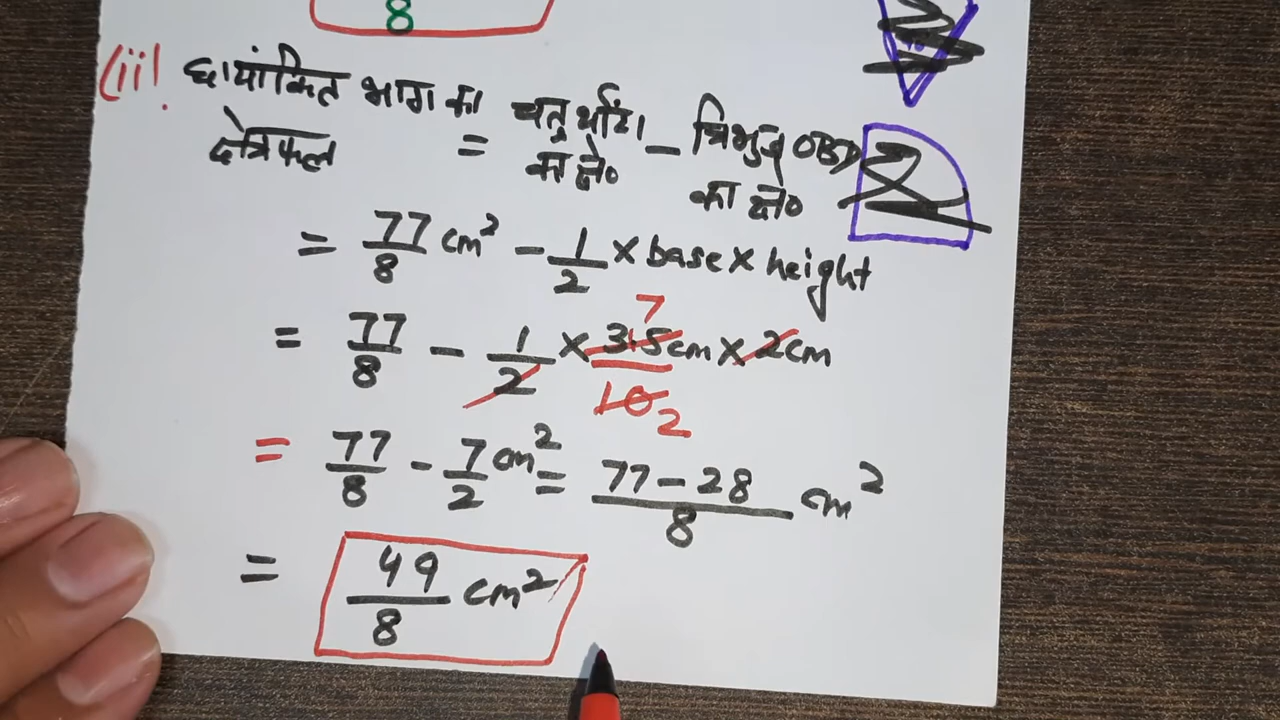 8
(ii) छायांकित भाग का चतुर्थांश – त्रिभुज OBD
क्षेत्रफल = का क्षे० का क्षे०
= 77/8 cm² – 1/2 × base × height
= 77/8 – 1/2 × 3.5cm × 2cm 7 10 2
= 77/8 – 7/2 cm² = 77–28/8 cm²
= 49/8 cm²